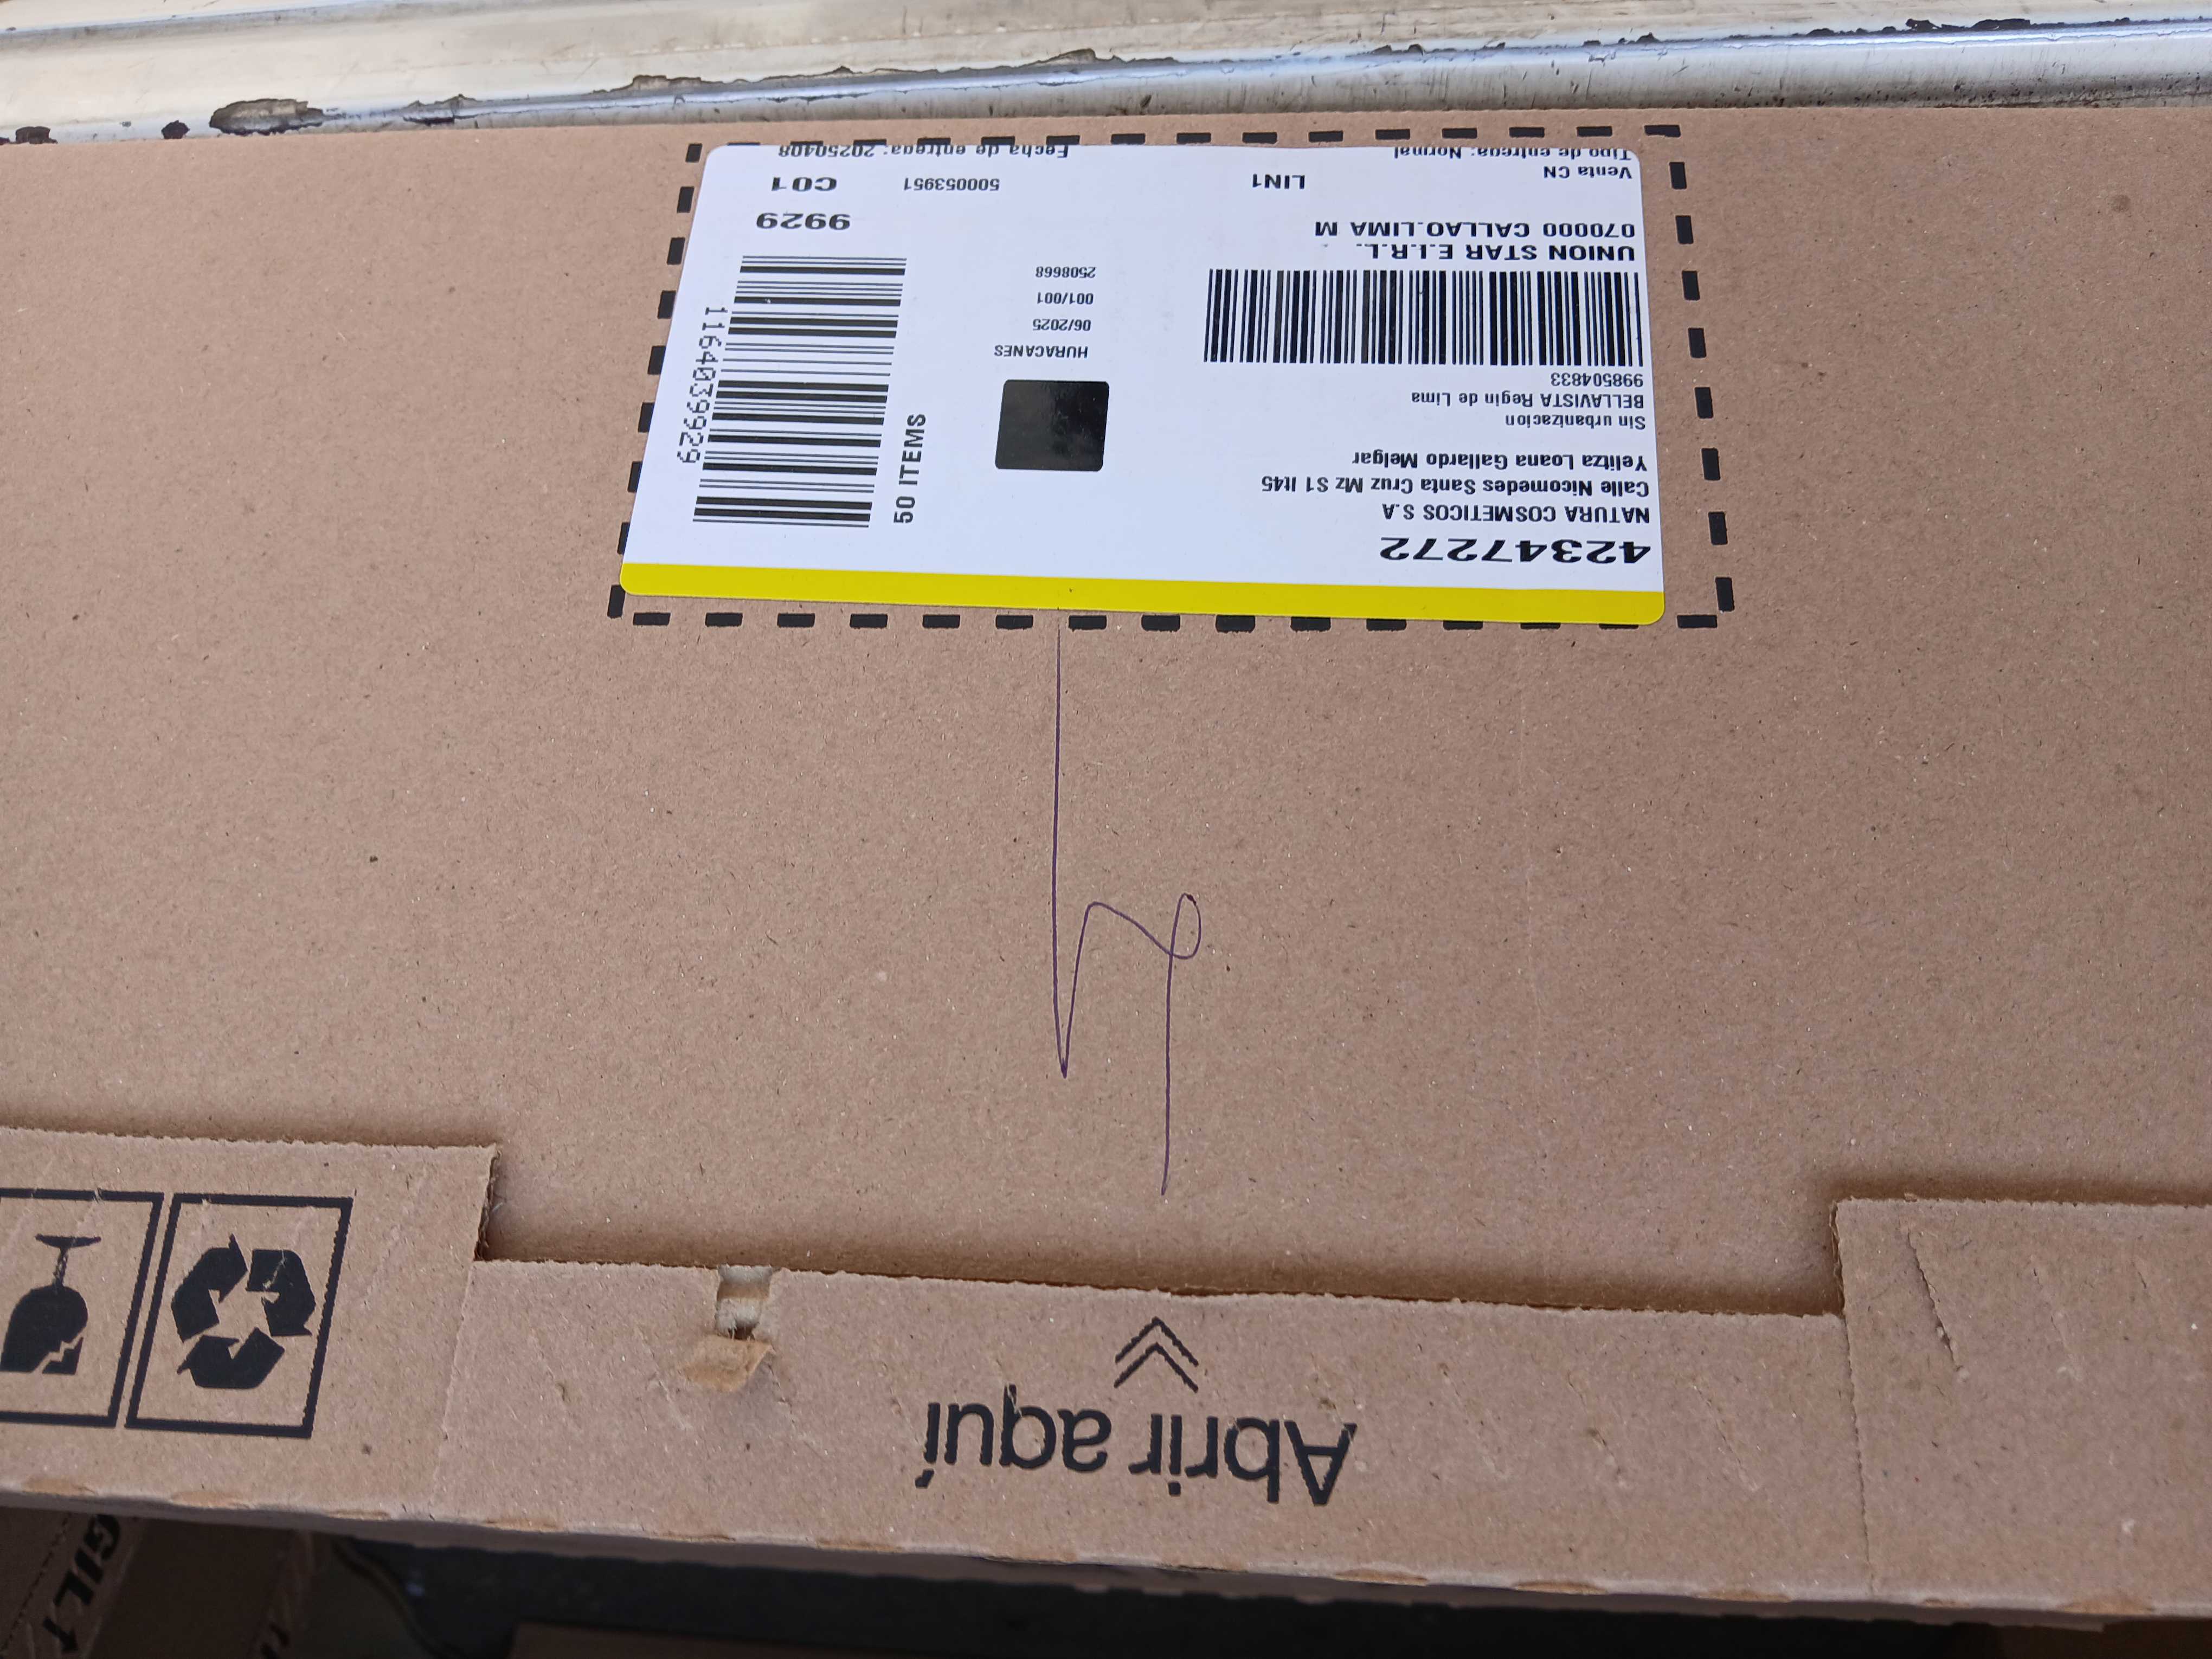 42347272
NATURA COSMETICOS S.A
Calle Nicomedes Santa Cruz Mz S1 lt45
Yelitza Loana Gallardo Melgar
Sin urbanizacion
BELLAVISTA Regin de Lima
998504833
UNION STAR E.I.R.L.
070000 CALLAO.LIMA M
LIN1
Venta CN
Tipo de entrega: Normal
HURACANES
06/2025
001/001
2508668
50 ITEMS
1164039929
9929
500053951
C01
Fecha de entrega: 20250408
Abrir aquí